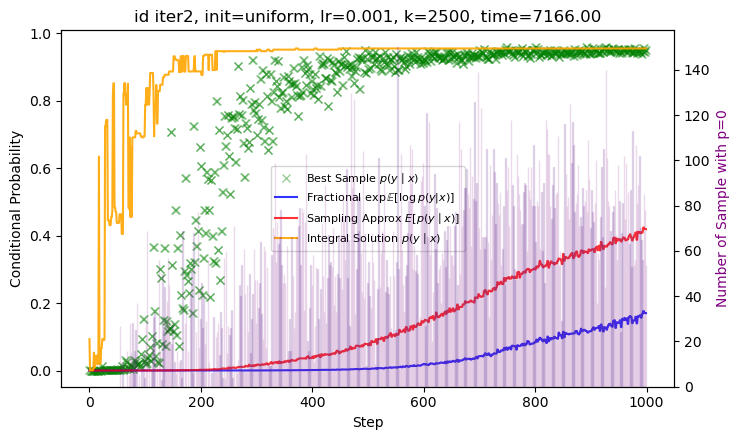 id iter2, init=uniform, lr=0.001, k=2500, time=7166.00
Conditional Probability
1.0
0.8
0.6
0.4
0.2
0.0
Best Sample p(y | x)
Fractional exp 𝔼[log p(y|x)]
Sampling Approx 𝔼[p(y | x)]
Integral Solution p(y | x)
140
120
100
80
60
40
20
0
Number of Sample with p=0
0 200 400 600 800 1000
Step